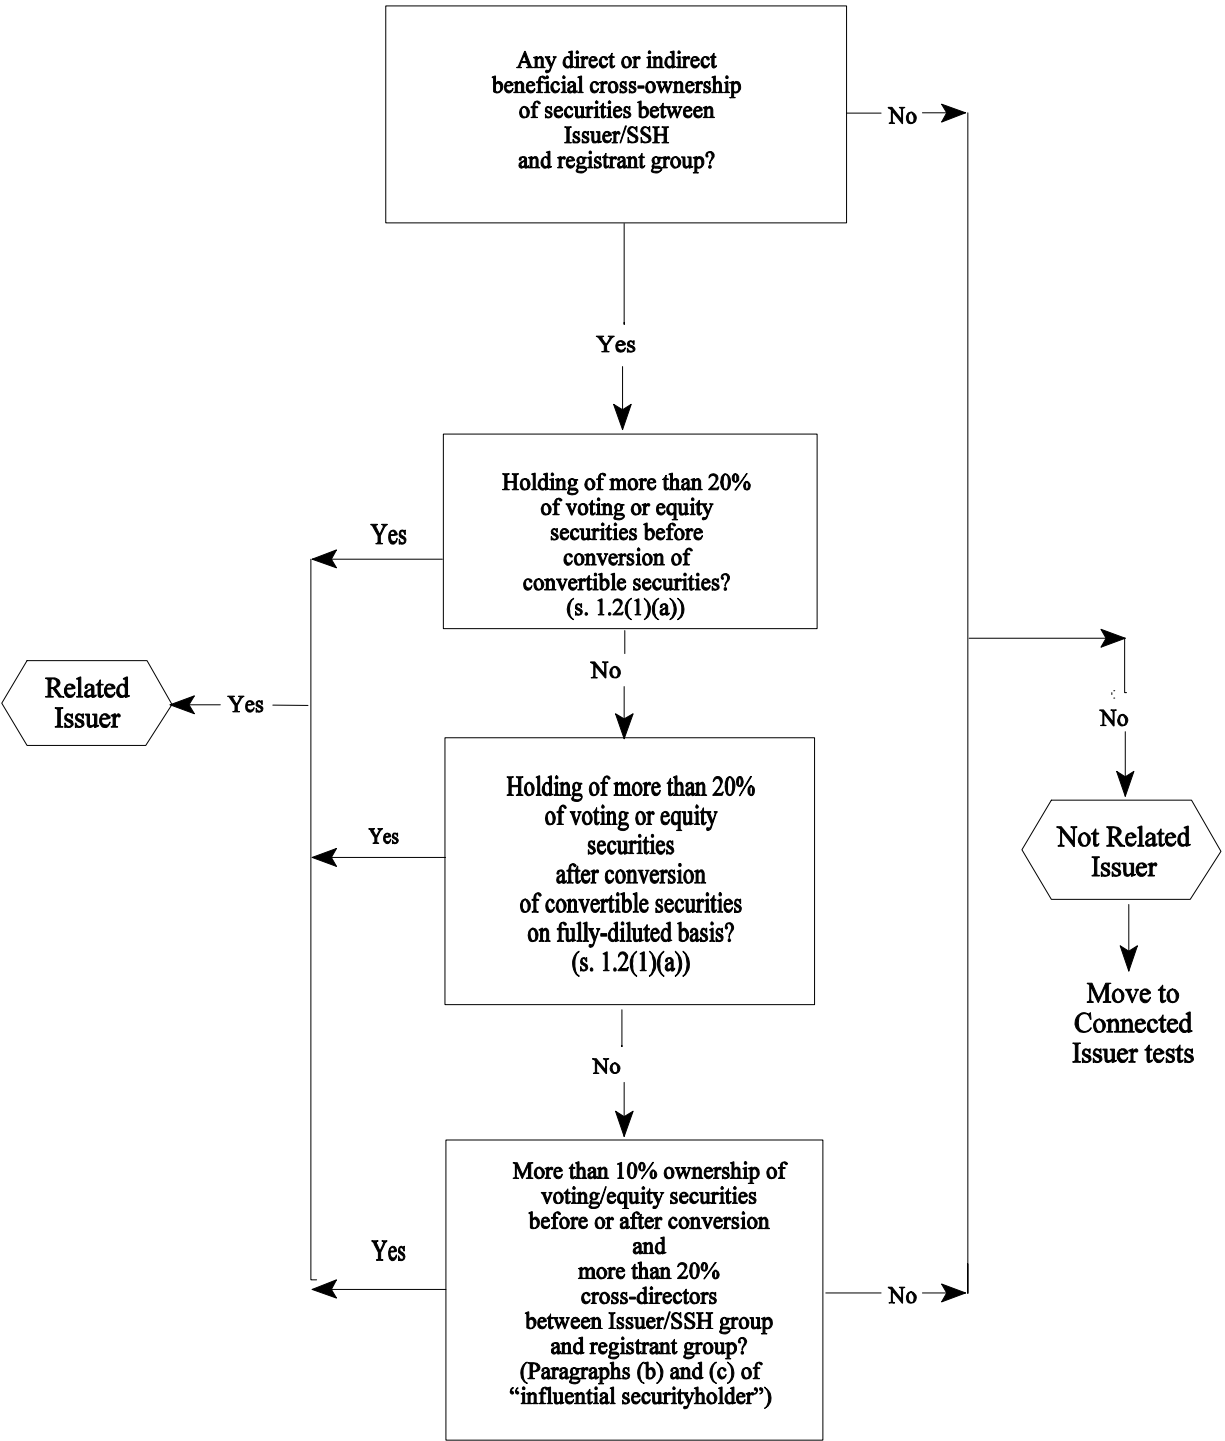 Any direct or indirect
beneficial cross-ownership
of securities between
Issuer/SSH
and registrant group?
No
Yes
Holding of more than 20%
of voting or equity
securities before
conversion of
convertible securities?
(s. 1.2(1)(a))
Yes
No
Related
Issuer
Yes
No
Holding of more than 20%
of voting or equity
securities
after conversion
of convertible securities
on fully-diluted basis?
(s. 1.2(1)(a))
Yes
Not Related
Issuer
Move to
Connected
Issuer tests
No
More than 10% ownership of
voting/equity securities
before or after conversion
and
more than 20%
cross-directors
between Issuer/SSH group
and registrant group?
(Paragraphs (b) and (c) of
“influential securityholder”)
Yes
No